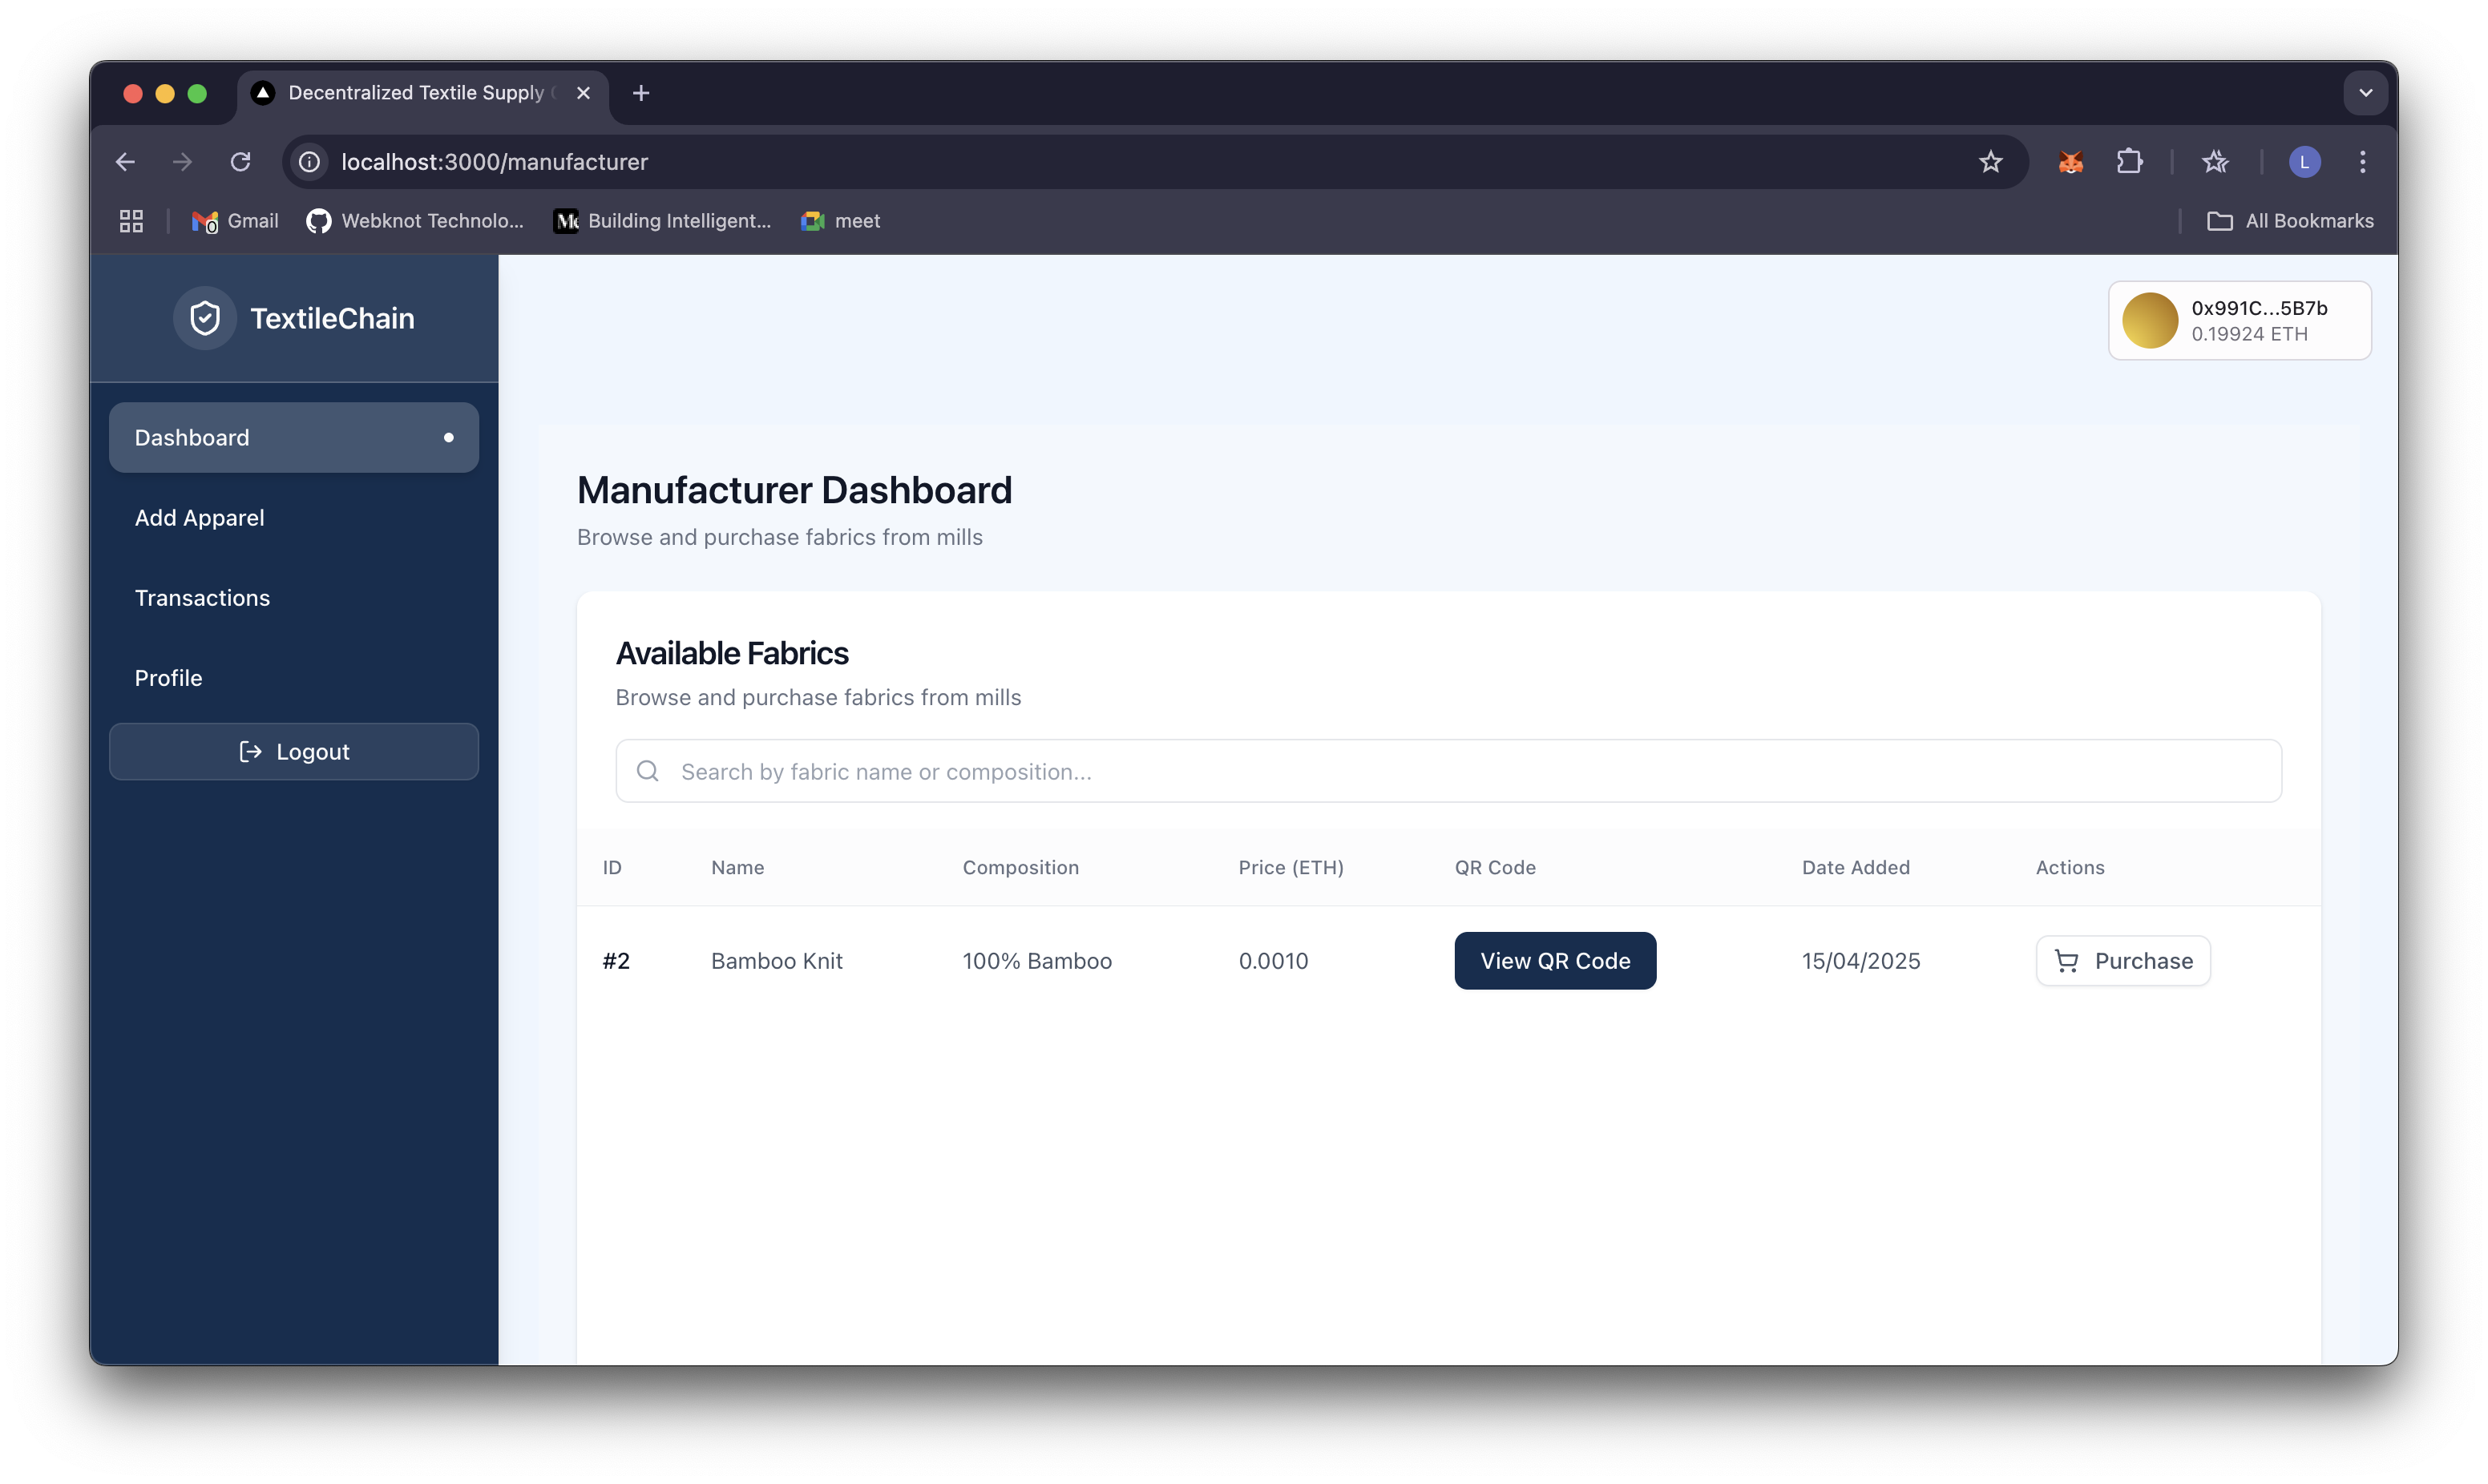 Decentralized Textile Supply
localhost:3000/manufacturer
L
Gmail
Webknot Technolo...
Building Intelligent...
meet
All Bookmarks
TextileChain
0x991C...5B7b
0.19924 ETH
Dashboard
Add Apparel
Transactions
Profile
Logout
Manufacturer Dashboard
Browse and purchase fabrics from mills
Available Fabrics
Browse and purchase fabrics from mills
Search by fabric name or composition...
ID Name Composition Price (ETH) QR Code Date Added Actions
#2 Bamboo Knit 100% Bamboo 0.0010 View QR Code 15/04/2025 Purchase